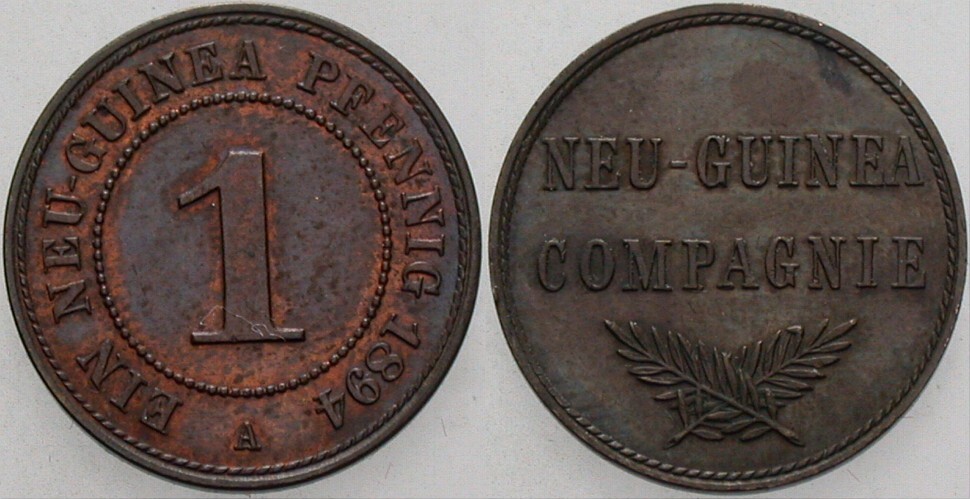 EIN NEU-GUINEA PFENNIG 1894
1
A
NEU-GUINEA
COMPAGNIE